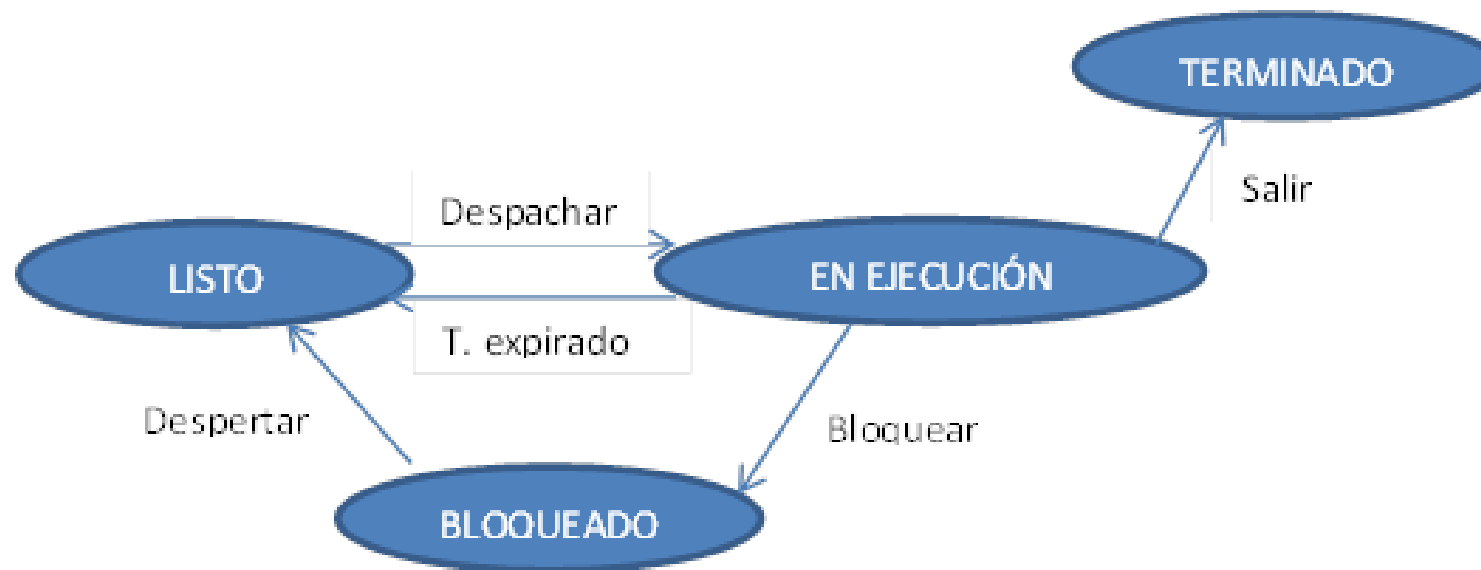 TERMINADO
Salir
Despachar
LISTO
EN EJECUCIÓN
T. expirado
Despertar
Bloquear
BLOQUEADO